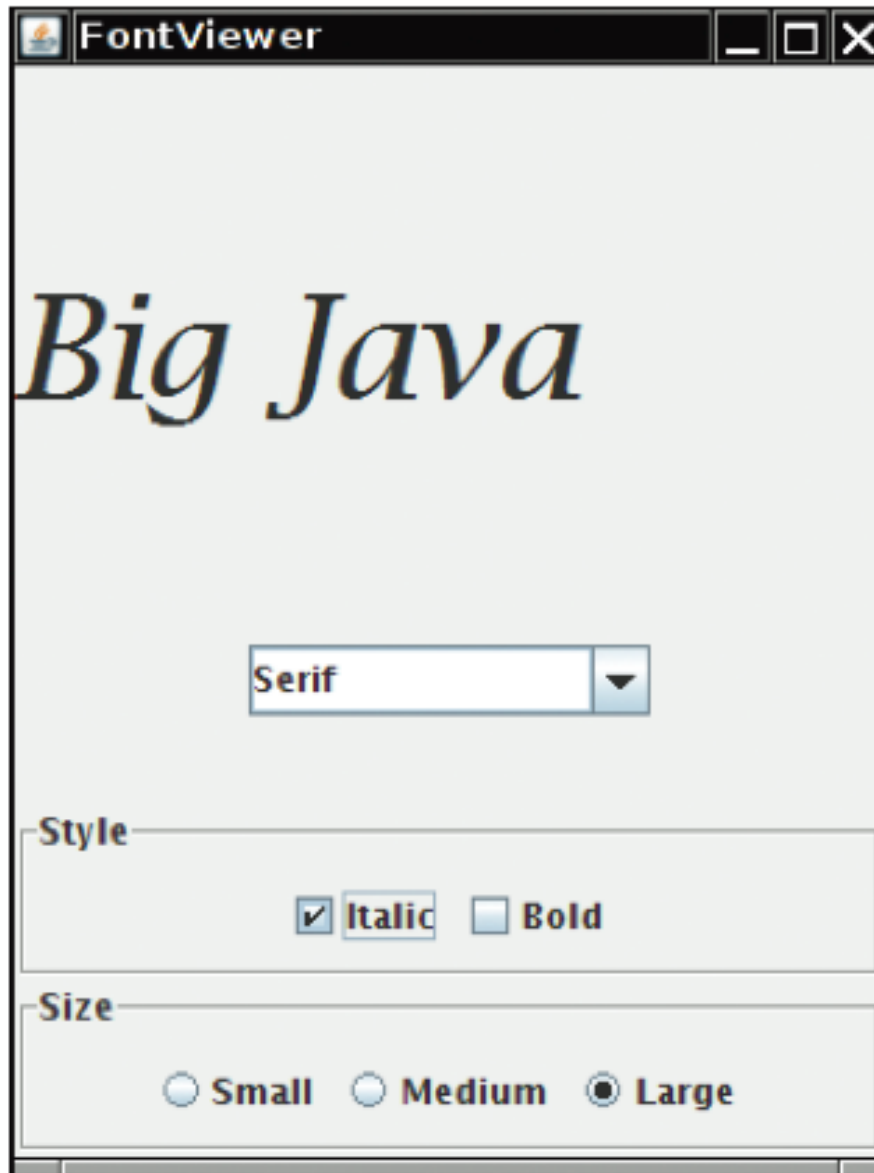 FontViewer
Big Java
Serif
Style
Italic Bold
Size
Small Medium Large